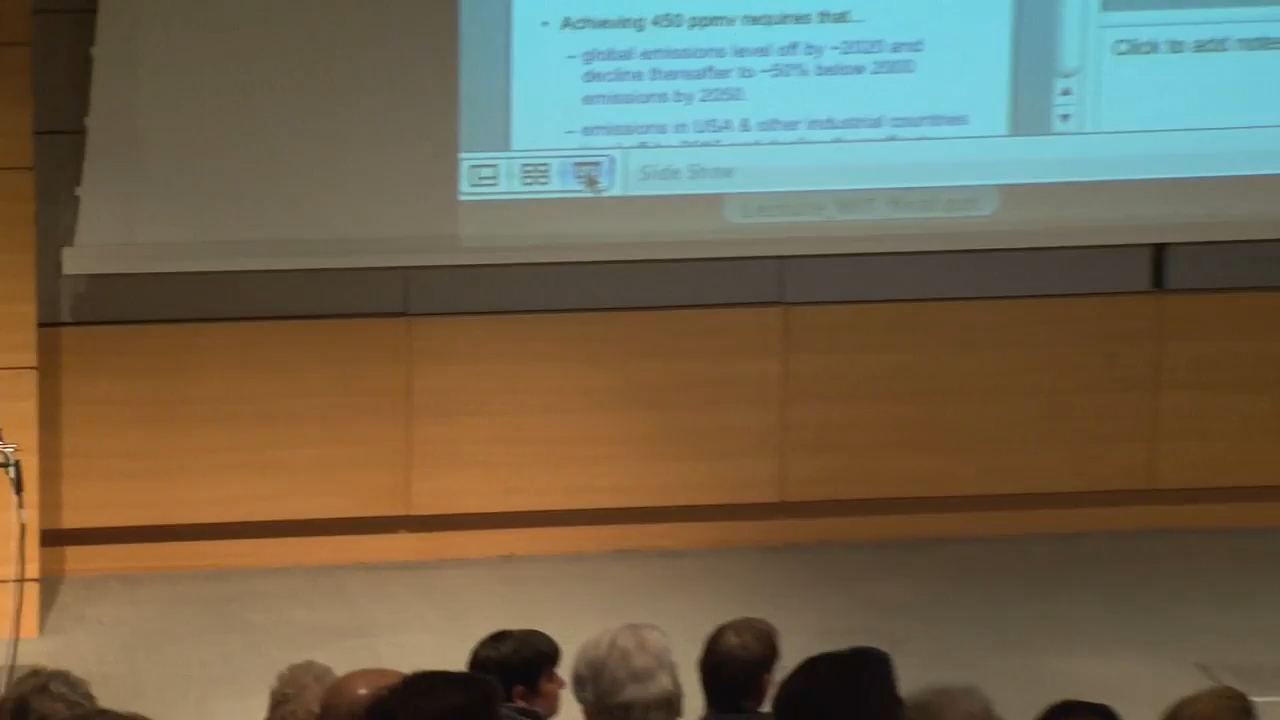 • Achieving 450 ppmv requires that...
– global emissions level off by ~2020 and
decline thereafter to ~50% below 2000
emissions by 2050.
– emissions in USA & other industrial countries
Click to add notes
Slide Show